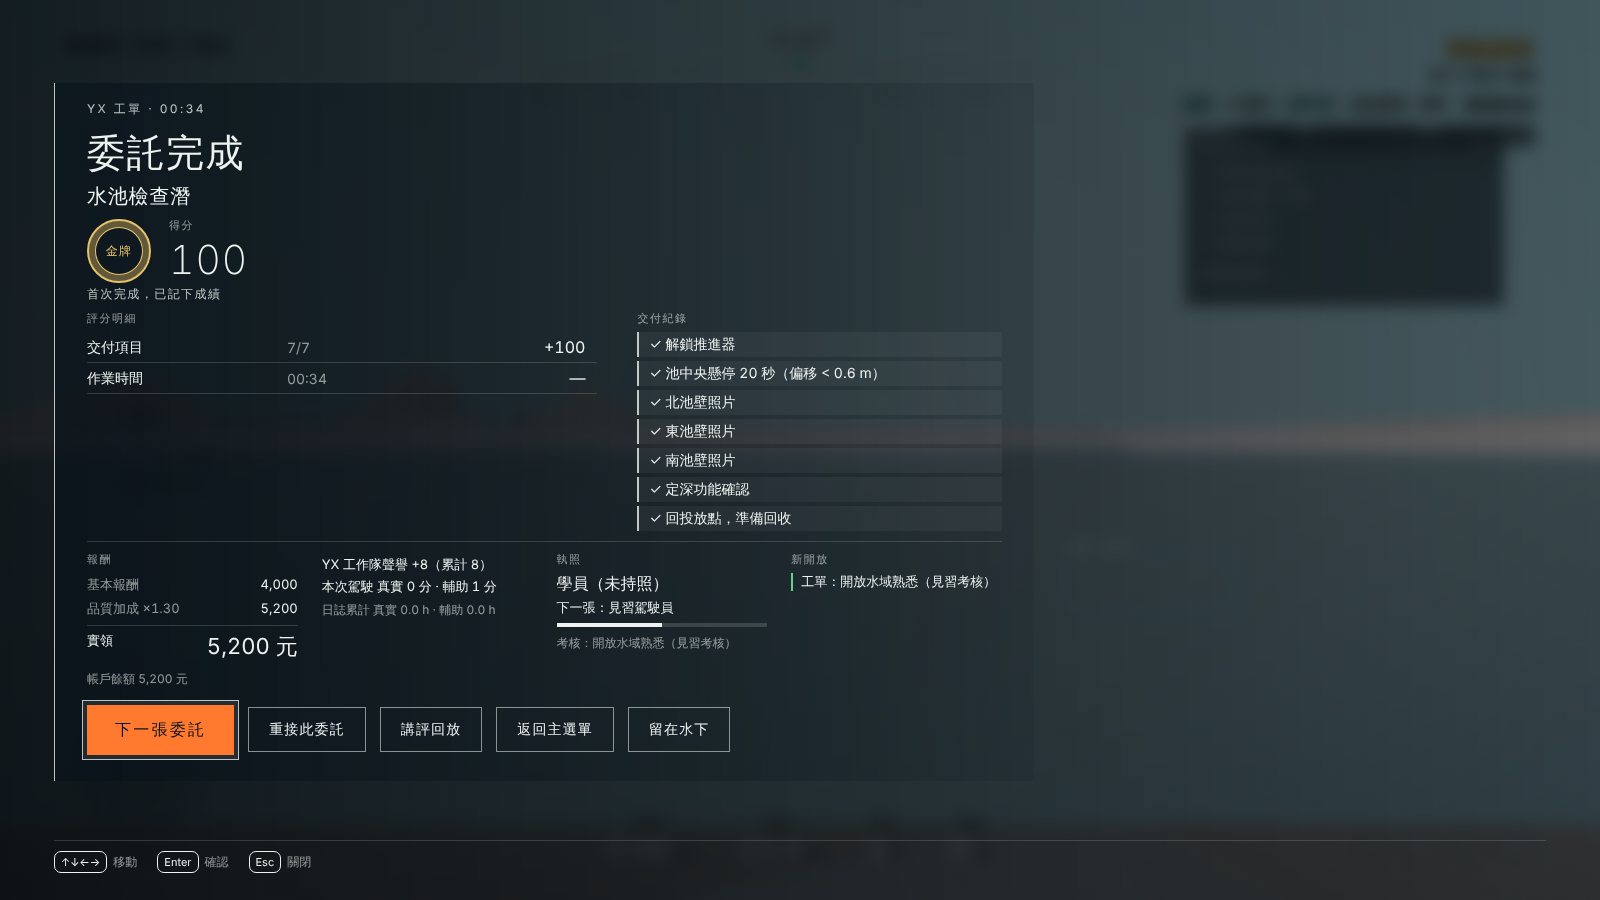 YX 工單 · 00:34
委託完成
水池檢查潛
金牌
得分
100
首次完成，已記下成績
評分明細
交付項目 7/7 +100
作業時間 00:34 —
交付紀錄
✓ 解鎖推進器
✓ 池中央懸停 20 秒（偏移 < 0.6 m）
✓ 北池壁照片
✓ 東池壁照片
✓ 南池壁照片
✓ 定深功能確認
✓ 回投放點，準備回收
報酬
基本報酬 4,000
品質加成 ×1.30 5,200
實領 5,200 元
帳戶餘額 5,200 元
YX 工作隊聲譽 +8（累計 8）
本次駕駛 真實 0 分 · 輔助 1 分
日誌累計 真實 0.0 h · 輔助 0.0 h
執照
學員（未持照）
下一張：見習駕駛員
考核：開放水域熟悉（見習考核）
新開放
工單：開放水域熟悉（見習考核）
下一張委託 重接此委託 講評回放 返回主選單 留在水下
↑↓←→ 移動 Enter 確認 Esc 關閉